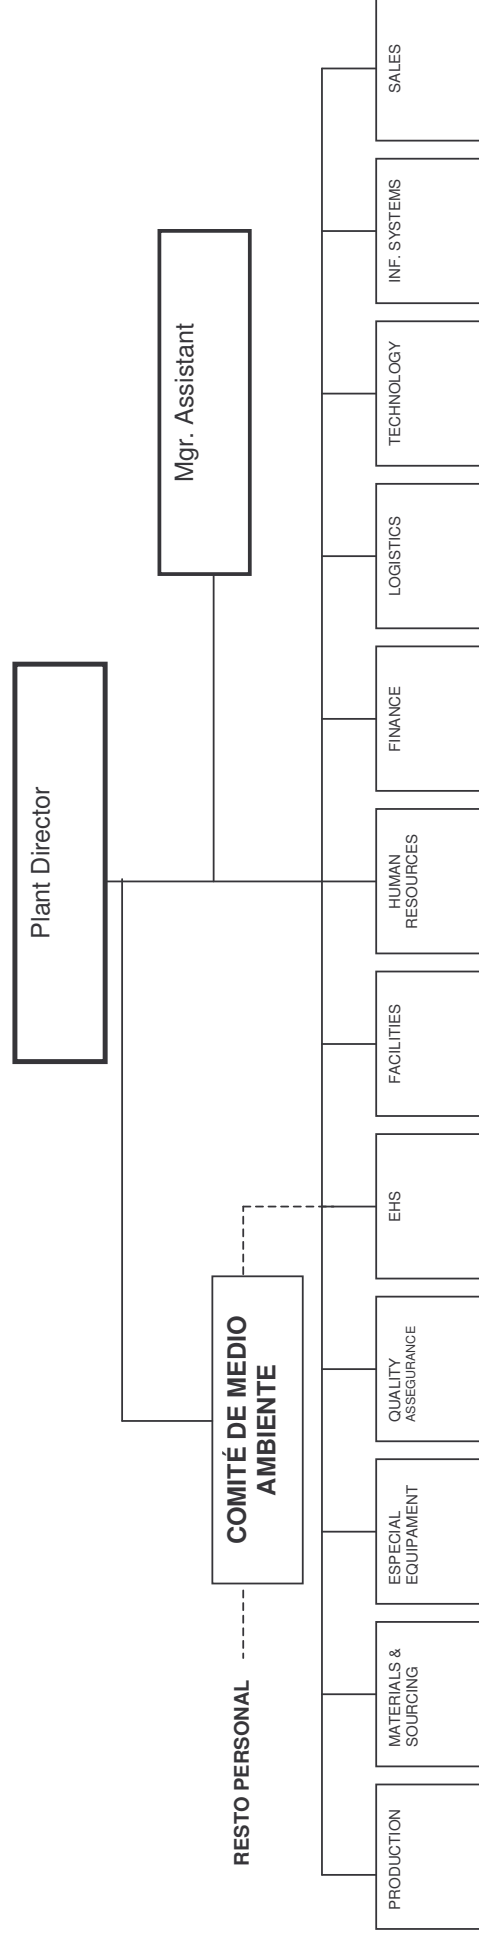 Plant Director
Mgr. Assistant
COMITÉ DE MEDIO
AMBIENTE
RESTO PERSONAL
PRODUCTION
MATERIALS &
SOURCING
ESPECIAL
EQUIPAMENT
QUALITY
ASSEGURANCE
EHS
FACILITIES
HUMAN
RESOURCES
FINANCE
LOGISTICS
TECHNOLOGY
INF. SYSTEMS
SALES